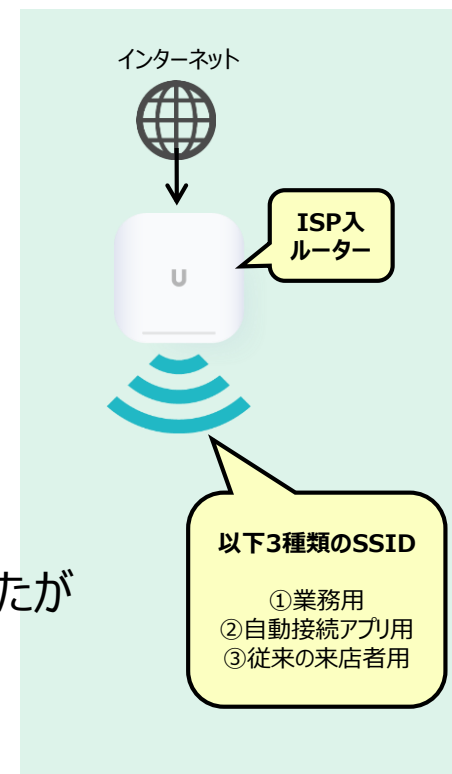 インターネット
ISP入
ルーター
U
以下3種類のSSID
たが
①業務用
②自動接続アプリ用
③従来の来店者用